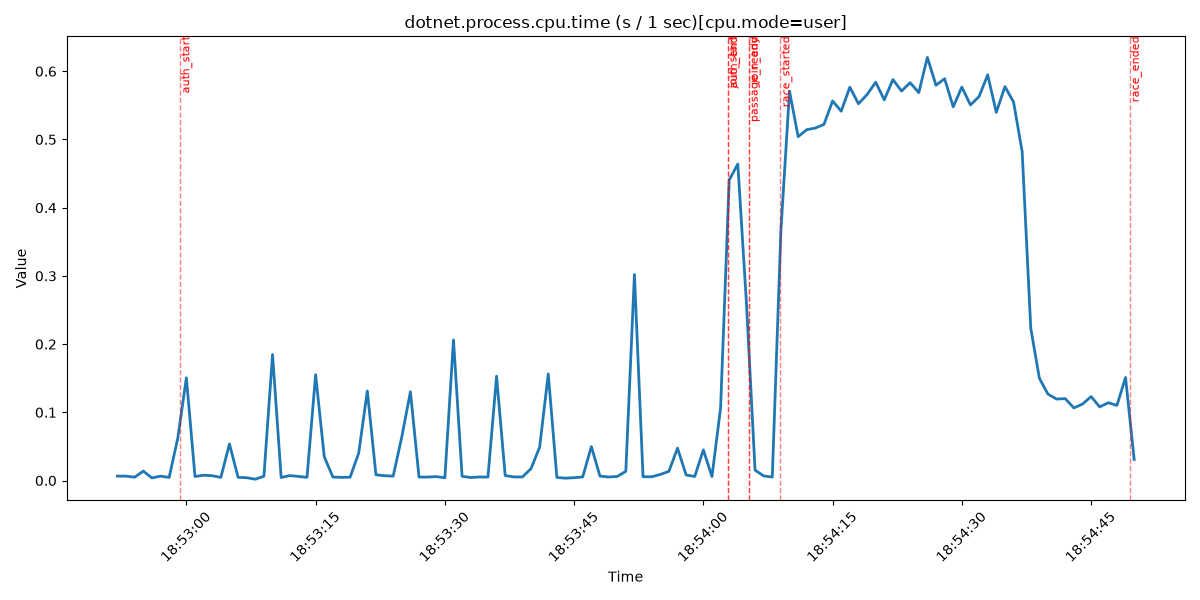 dotnet.process.cpu.time (s / 1 sec)[cpu.mode=user]
auth_start
race_started
race_ended
Value
0.6
0.5
0.4
0.3
0.2
0.1
0.0
18:53:00
18:53:15
18:53:30
18:53:45
18:54:00
18:54:15
18:54:30
18:54:45
Time